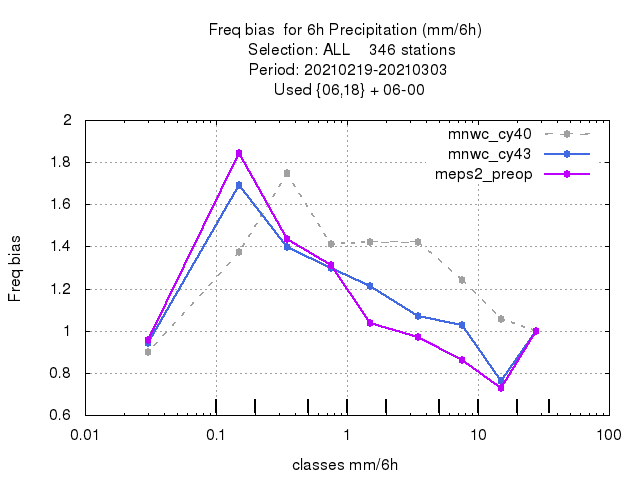 Freq bias  for 6h Precipitation (mm/6h)
Selection: ALL    346 stations
Period: 20210219-20210303
Used {06,18} + 06-00
mnwc_cy40
mnwc_cy43
meps2_preop
Freq bias
2
1.8
1.6
1.4
1.2
1
0.8
0.6
0.01
0.1
1
10
100
classes mm/6h